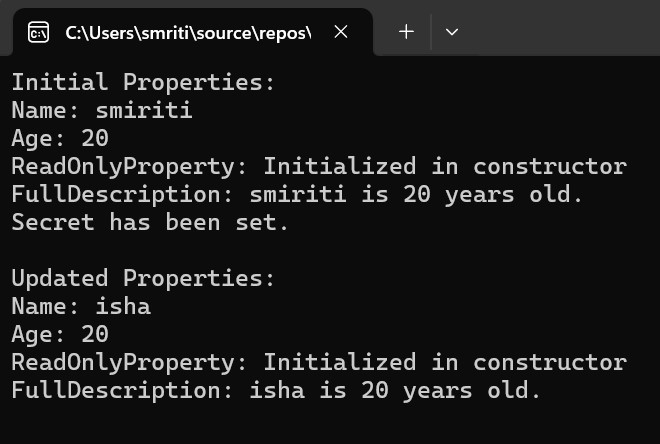 C:\Users\smriti\source\repos\
Initial Properties:
Name: smiriti
Age: 20
ReadOnlyProperty: Initialized in constructor
FullDescription: smiriti is 20 years old.
Secret has been set.
Updated Properties:
Name: isha
Age: 20
ReadOnlyProperty: Initialized in constructor
FullDescription: isha is 20 years old.